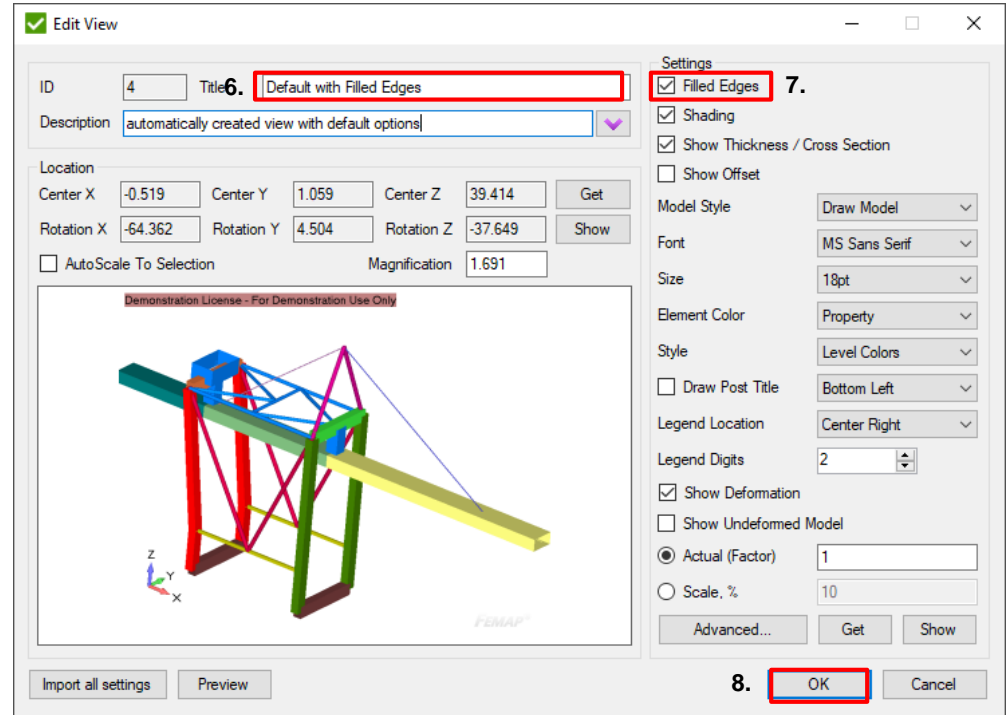 Edit View
ID 4 Title 6. Default with Filled Edges
Description automatically created view with default options
Location
Center X -0.519 Center Y 1.059 Center Z 39.414 Get
Rotation X -64.362 Rotation Y 4.504 Rotation Z -37.649 Show
AutoScale To Selection Magnification 1.691
Demonstration License - For Demonstration Use Only
Z
Y
X
FEMAP
Import all settings Preview
Settings
Filled Edges 7.
Shading
Show Thickness / Cross Section
Show Offset
Model Style Draw Model
Font MS Sans Serif
Size 18pt
Element Color Property
Style Level Colors
Draw Post Title Bottom Left
Legend Location Center Right
Legend Digits 2
Show Deformation
Show Undeformed Model
Actual (Factor) 1
Scale, % 10
Advanced... Get Show
8. OK Cancel